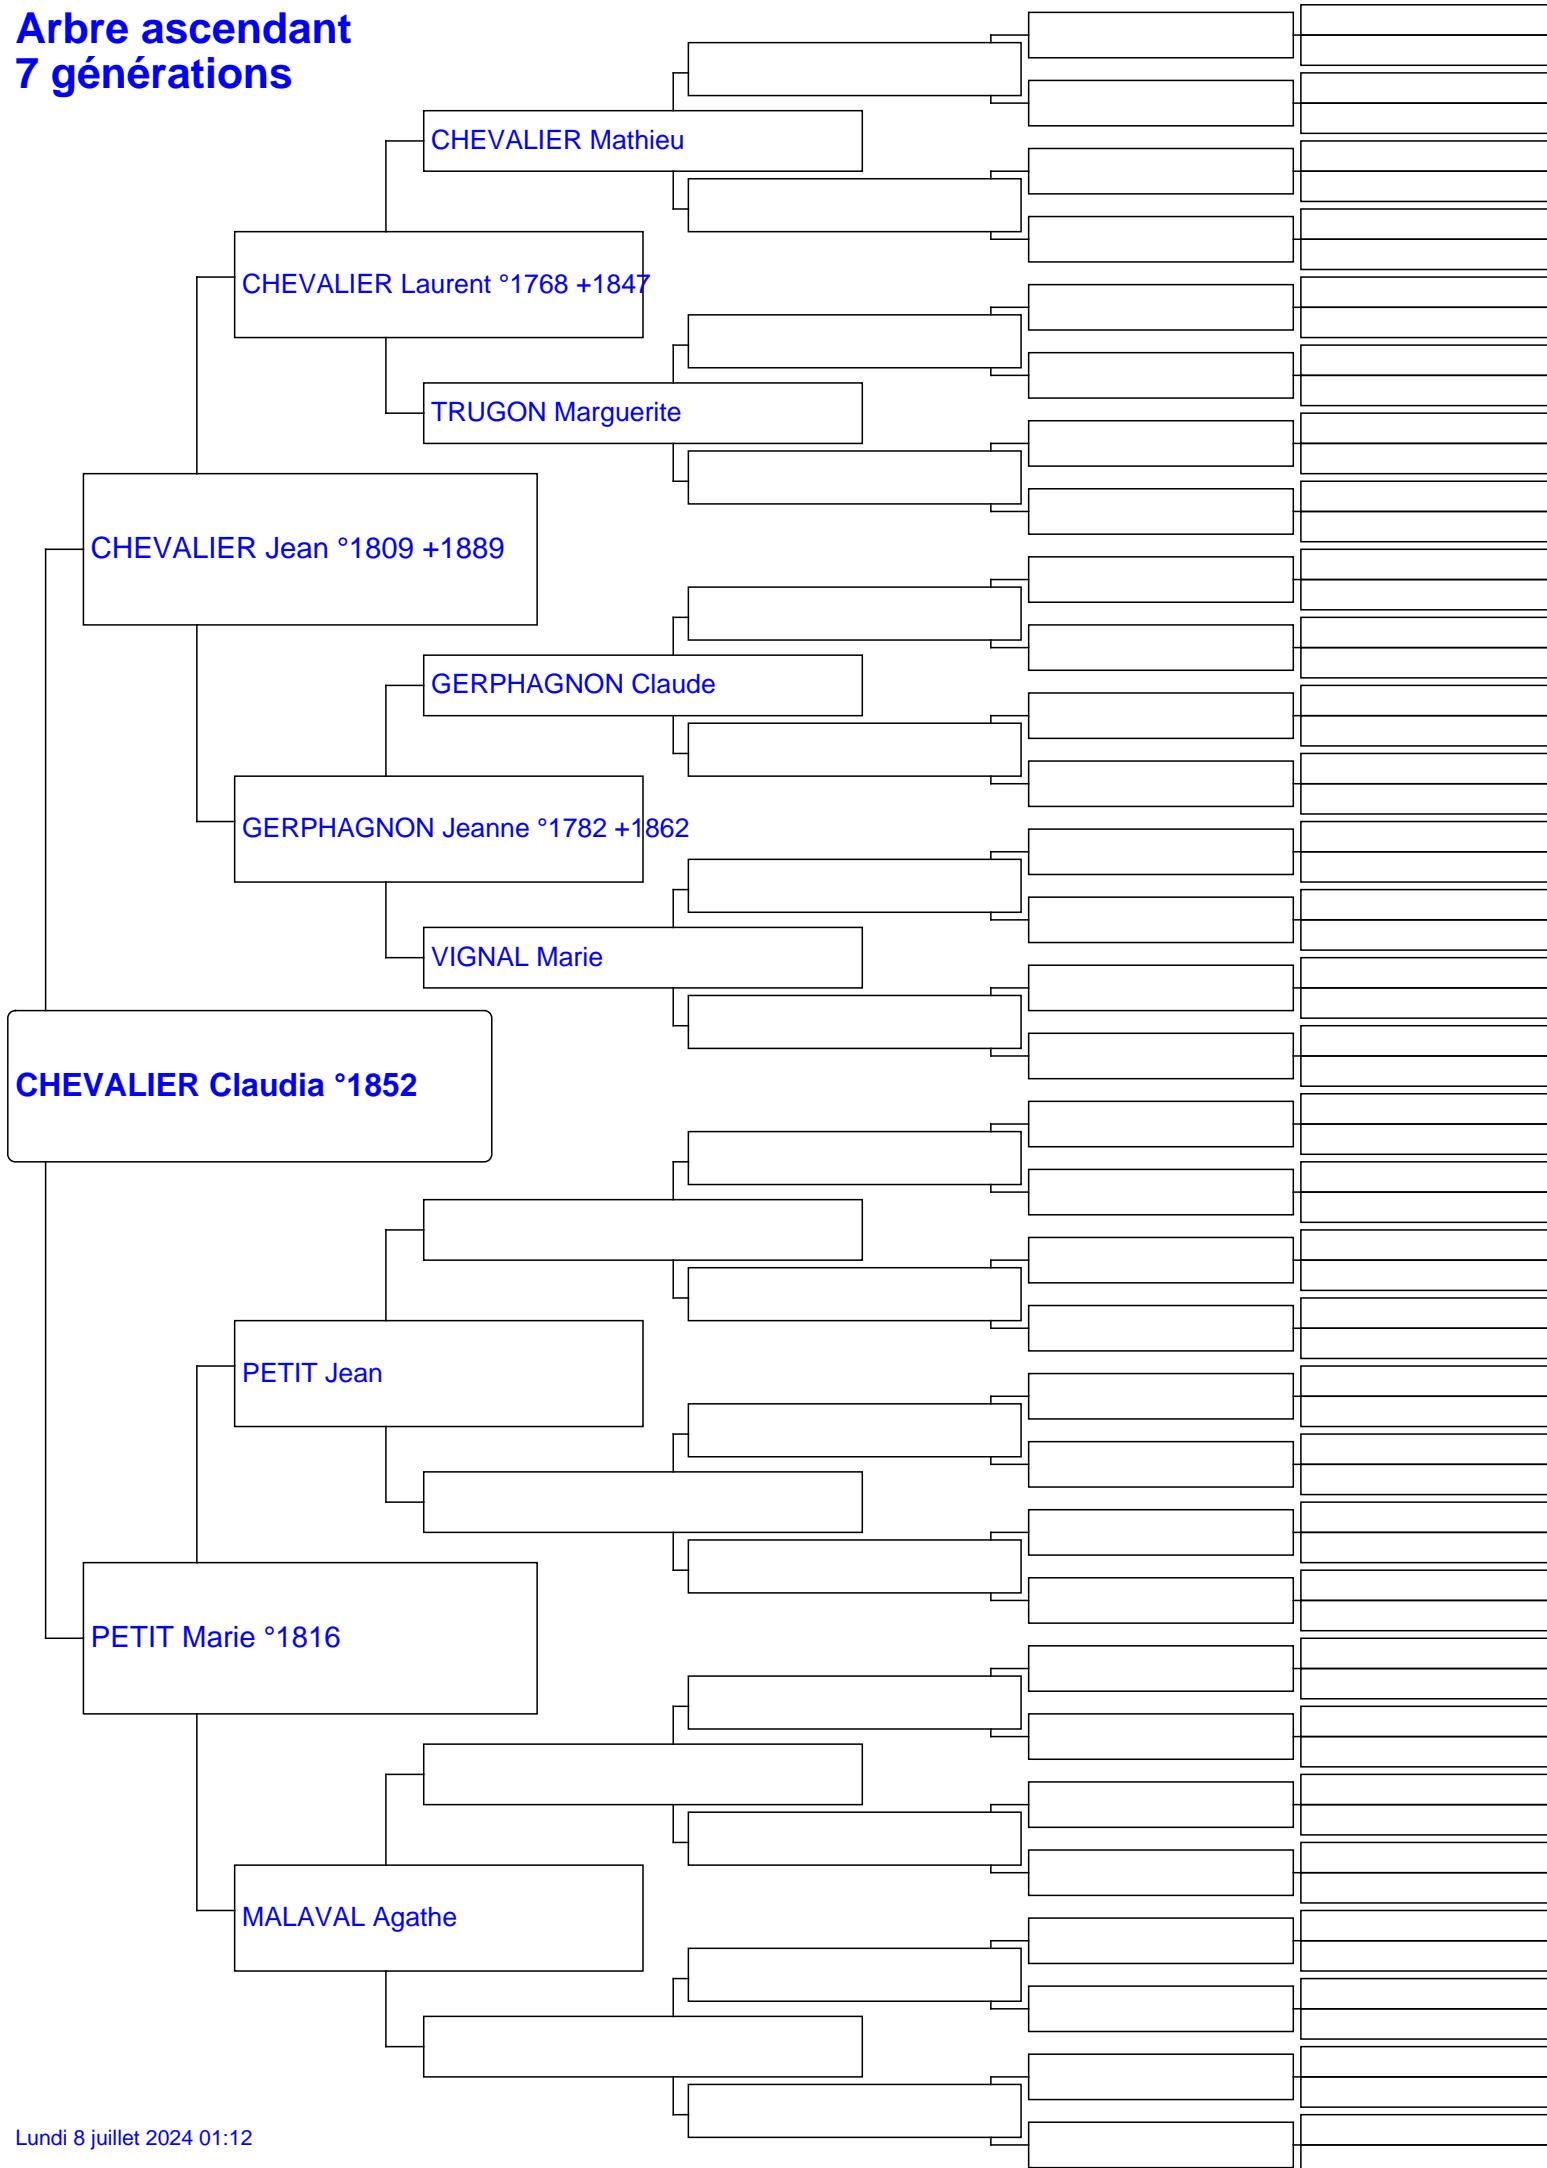 Arbre ascendant
7 générations
CHEVALIER Mathieu
CHEVALIER Laurent °1768 +1847
TRUGON Marguerite
CHEVALIER Jean °1809 +1889
GERPHAGNON Claude
GERPHAGNON Jeanne °1782 +1862
VIGNAL Marie
CHEVALIER Claudia °1852
PETIT Jean
PETIT Marie °1816
MALAVAL Agathe
Lundi 8 juillet 2024 01:12